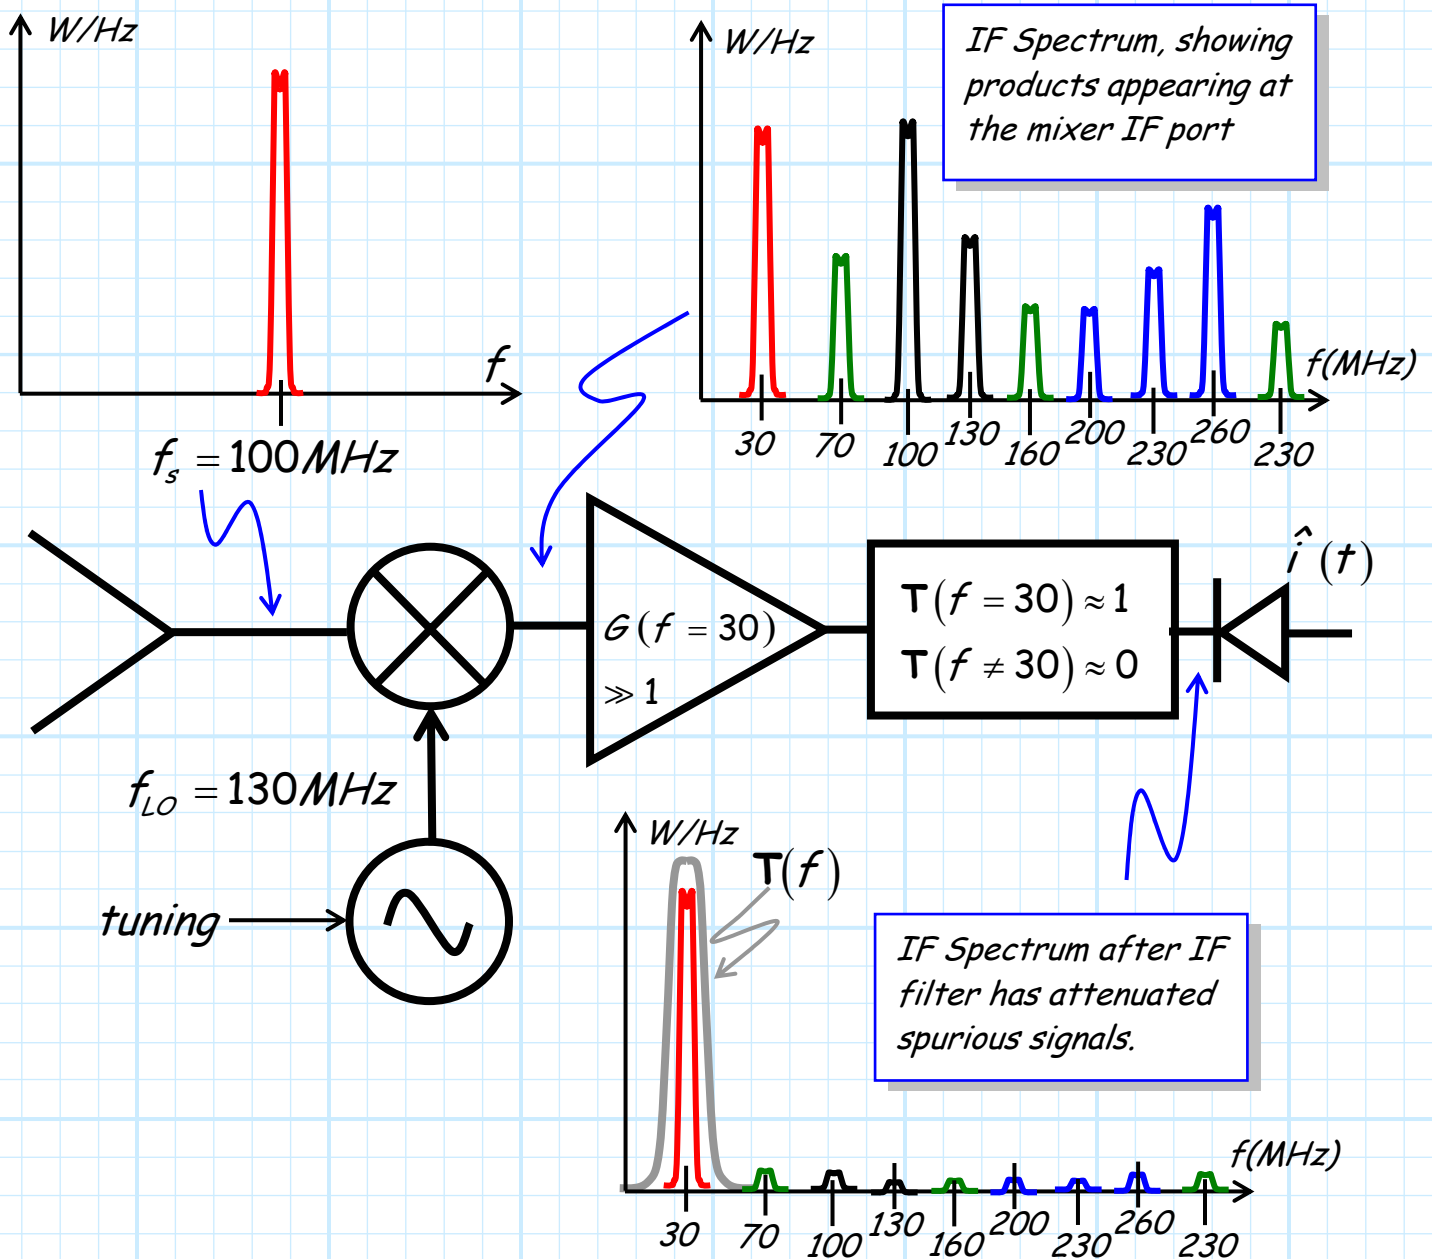 W/Hz
f
f_s = 100MHz
W/Hz
IF Spectrum, showing
products appearing at
the mixer IF port
f(MHz)
30 70 100 130 160 200 230 260 230
G(f = 30)
≫ 1
T(f = 30) ≈ 1
T(f ≠ 30) ≈ 0
î(t)
f_LO = 130MHz
tuning
W/Hz
T(f)
IF Spectrum after IF
filter has attenuated
spurious signals.
f(MHz)
30 70 100 130 160 200 230 260 230